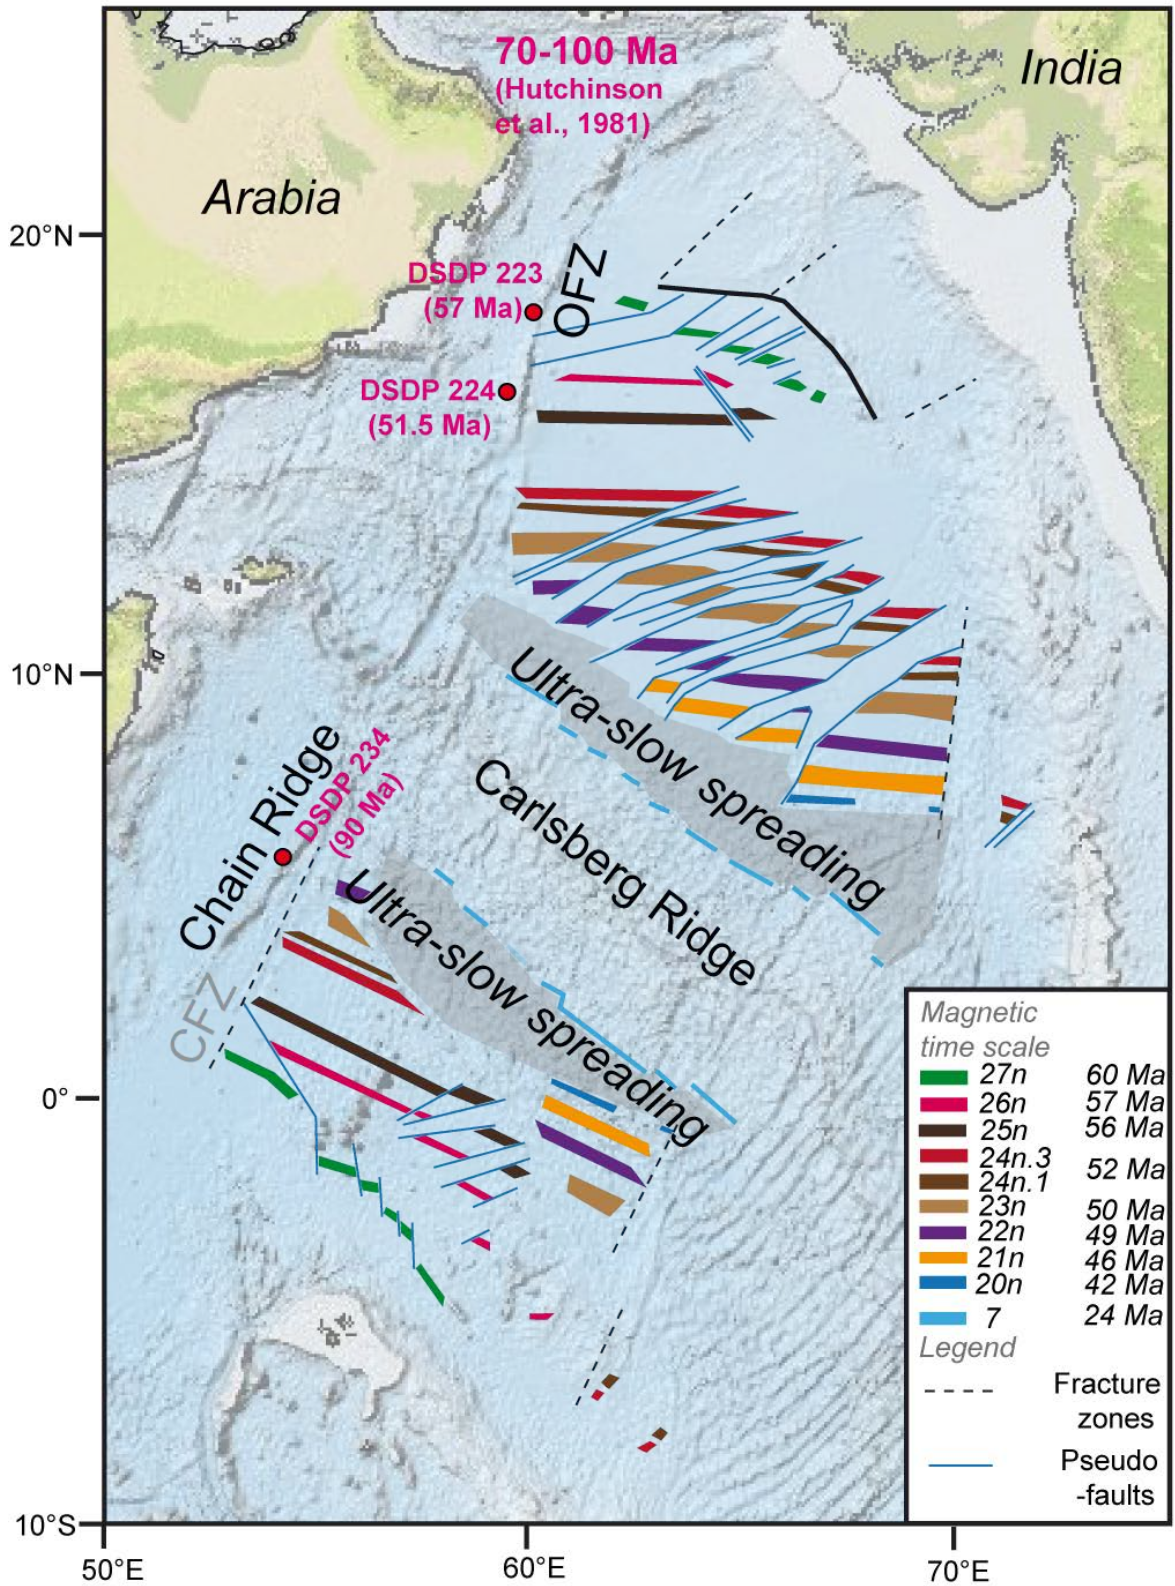 70-100 Ma
(Hutchinson
et al., 1981)
India
Arabia
20°N
DSDP 223
(57 Ma)
OFZ
DSDP 224
(51.5 Ma)
10°N
Ultra-slow spreading
Carlsberg Ridge
Chain Ridge
DSDP 234
(90 Ma)
Ultra-slow spreading
CFZ
0°
10°S
50°E
60°E
70°E
Magnetic
time scale
27n 60 Ma
26n 57 Ma
25n 56 Ma
24n.3
52 Ma
24n.1
23n 50 Ma
22n 49 Ma
21n 46 Ma
20n 42 Ma
7 24 Ma
Legend
Fracture
zones
Pseudo
-faults